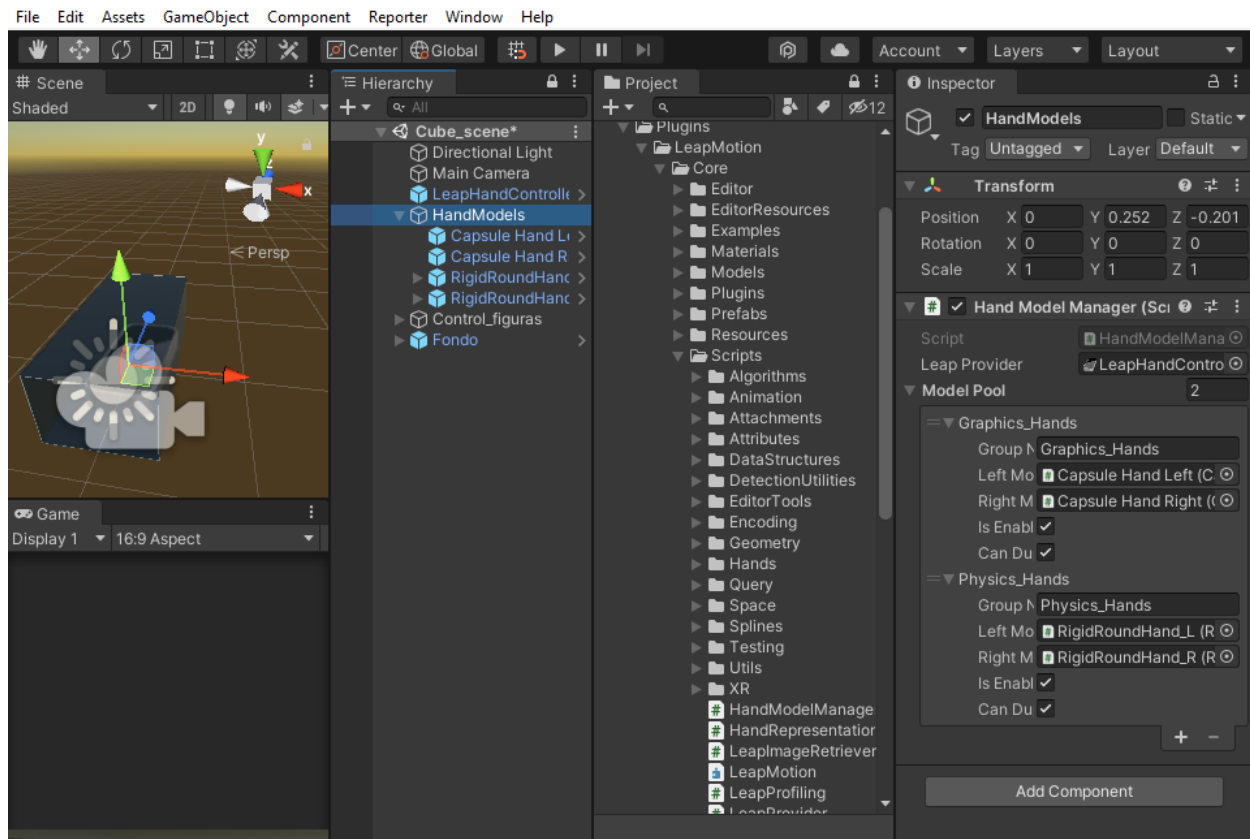 File Edit Assets GameObject Component Reporter Window Help
Center Global Account Layers Layout
# Scene
Shaded 2D
y
z
x
< Persp
Game
Display 1 16:9 Aspect
Hierarchy
All
Cube_scene*
Directional Light
Main Camera
LeapHandControlle
HandModels
Capsule Hand L
Capsule Hand R
RigidRoundHand
RigidRoundHand
Control_figuras
Fondo
Project
12
Plugins
LeapMotion
Core
Editor
EditorResources
Examples
Materials
Models
Plugins
Prefabs
Resources
Scripts
Algorithms
Animation
Attachments
Attributes
DataStructures
DetectionUtilities
EditorTools
Encoding
Geometry
Hands
Query
Space
Splines
Testing
Utils
XR
HandModelManage
HandRepresentation
LeapImageRetriever
LeapMotion
LeapProfiling
LeapProvider
Inspector
HandModels Static
Tag Untagged Layer Default
Transform
Position X 0 Y 0.252 Z -0.201
Rotation X 0 Y 0 Z 0
Scale X 1 Y 1 Z 1
# Hand Model Manager (Scr
Script HandModelMana
Leap Provider LeapHandContro
Model Pool 2
Graphics_Hands
Group N Graphics_Hands
Left Mo Capsule Hand Left (C
Right M Capsule Hand Right (
Is Enabl
Can Du
Physics_Hands
Group N Physics_Hands
Left Mo RigidRoundHand_L (R
Right M RigidRoundHand_R (R
Is Enabl
Can Du
+ −
Add Component